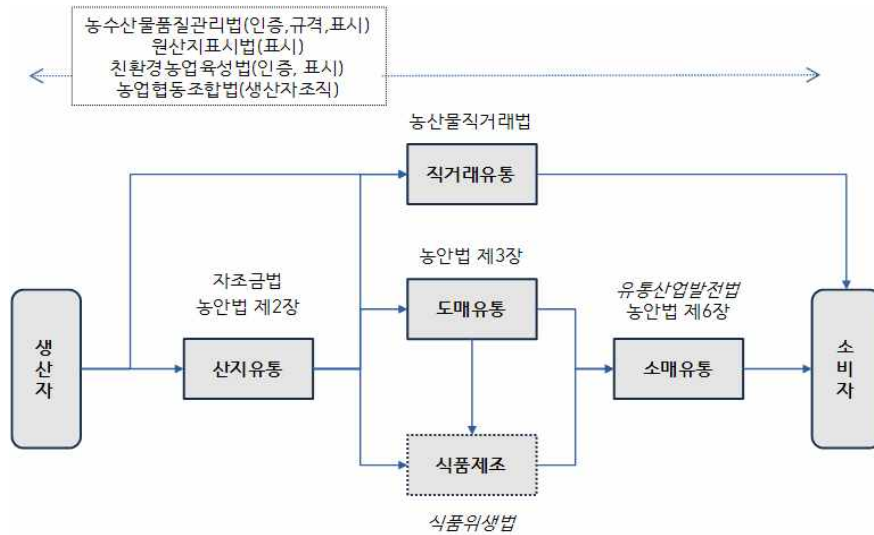 농수산물품질관리법(인증,규격,표시)
원산지표시법(표시)
친환경농업육성법(인증, 표시)
농업협동조합법(생산자조직)
농산물직거래법
직거래유통
자조금법
농안법 제2장
농안법 제3장
도매유통
유통산업발전법
농안법 제6장
생산자
산지유통
소매유통
소비자
식품제조
식품위생법